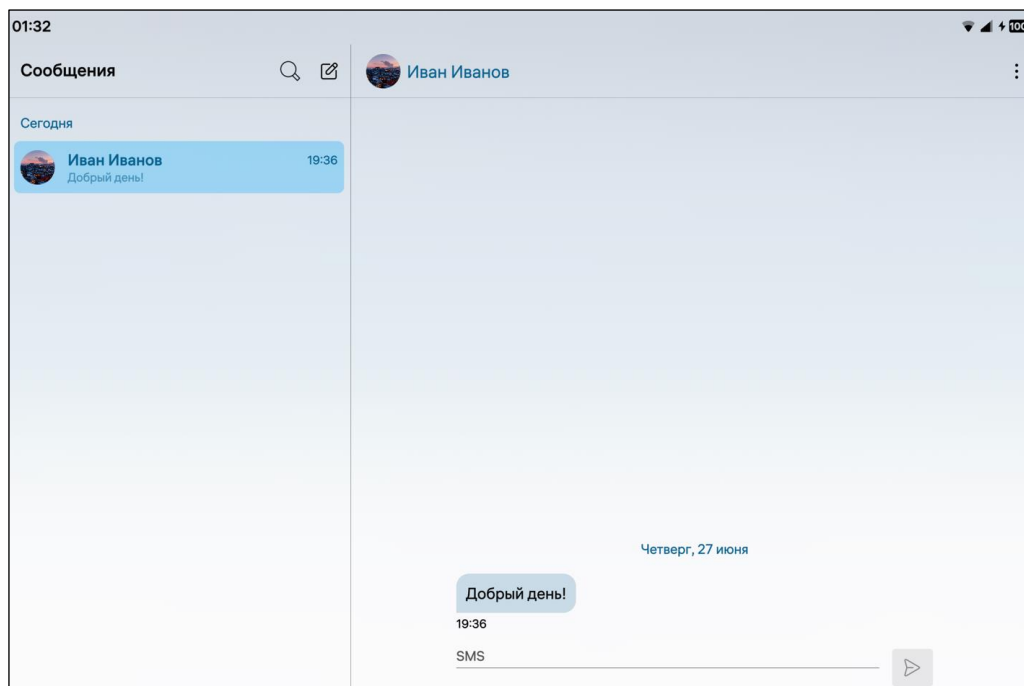 01:32
100
Сообщения
Иван Иванов
Сегодня
Иван Иванов 19:36
Добрый день!
Четверг, 27 июня
Добрый день!
19:36
SMS